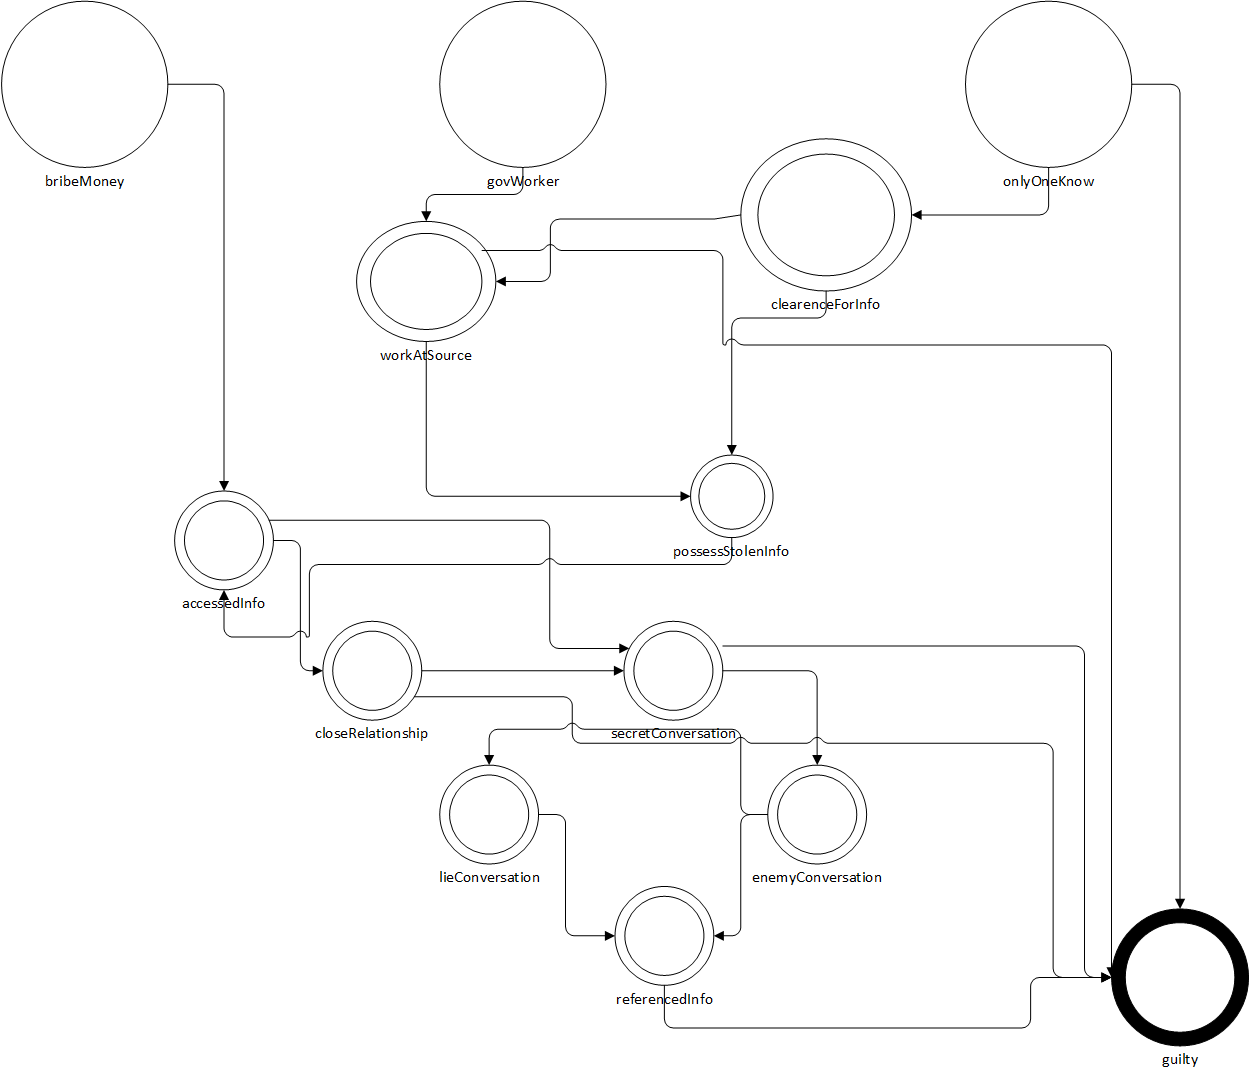 bribeMoney
govWorker
onlyOneKnow
clearenceForInfo
workAtSource
possessStolenInfo
accessedInfo
closeRelationship
secretConversation
lieConversation
enemyConversation
referencedInfo
guilty